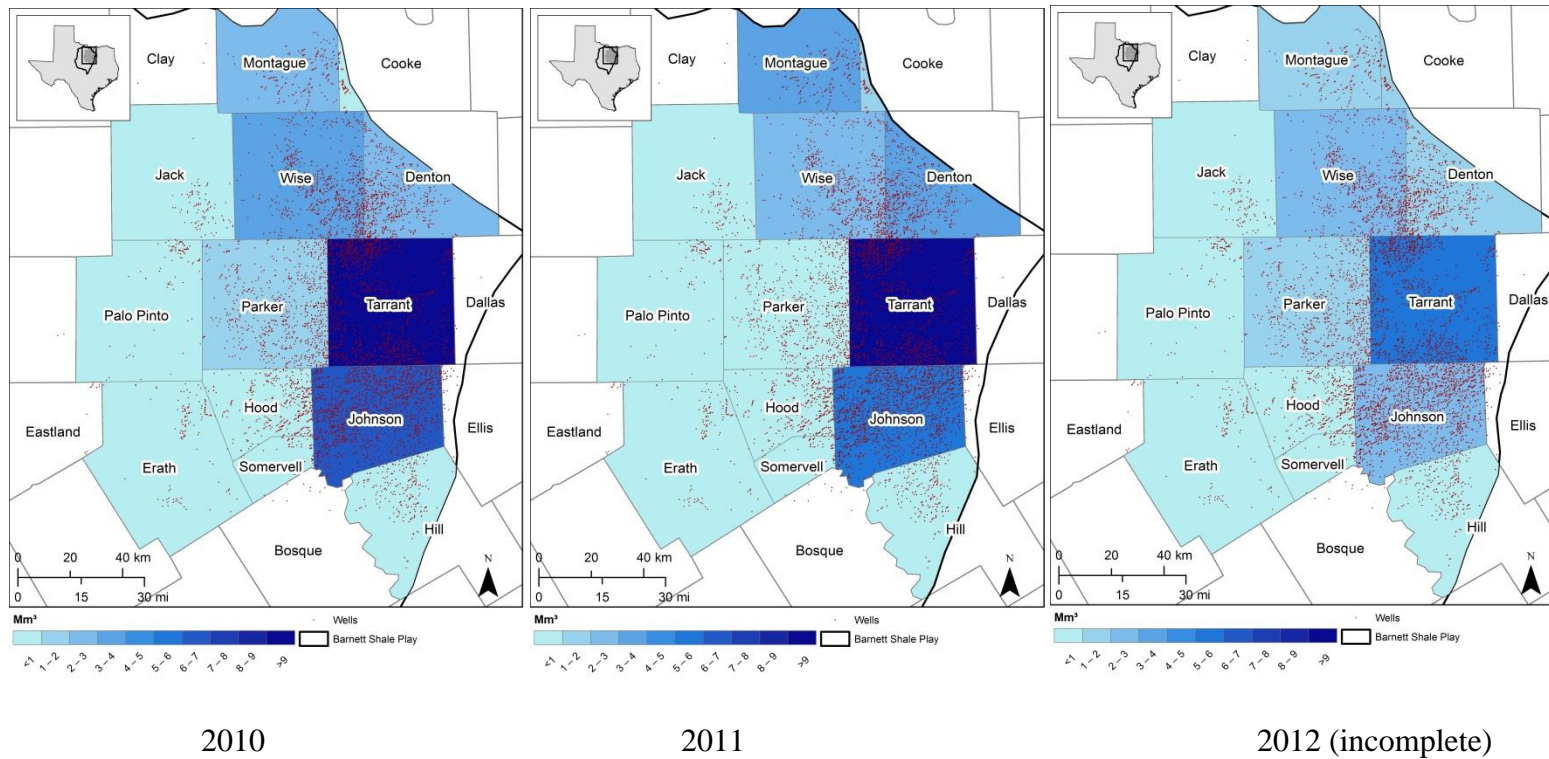 Clay
Montague
Cooke
Jack
Wise
Denton
Palo Pinto
Parker
Tarrant
Dallas
Eastland
Erath
Hood
Somervell
Johnson
Ellis
Hill
Bosque
0 20 40 km
0 15 30 mi
N
Mm³
<1 1 – 2 2 – 3 3 – 4 4 – 5 5 – 6 6 – 7 7 – 8 8 – 9 >9
Wells
Barnett Shale Play
2010
Clay
Montague
Cooke
Jack
Wise
Denton
Palo Pinto
Parker
Tarrant
Dallas
Eastland
Erath
Hood
Somervell
Johnson
Ellis
Hill
Bosque
0 20 40 km
0 15 30 mi
N
Mm³
<1 1 – 2 2 – 3 3 – 4 4 – 5 5 – 6 6 – 7 7 – 8 8 – 9 >9
Wells
Barnett Shale Play
2011
Clay
Montague
Cooke
Jack
Wise
Denton
Palo Pinto
Parker
Tarrant
Dallas
Eastland
Erath
Hood
Somervell
Johnson
Ellis
Hill
Bosque
0 20 40 km
0 15 30 mi
N
Mm³
<1 1 – 2 2 – 3 3 – 4 4 – 5 5 – 6 6 – 7 7 – 8 8 – 9 >9
Wells
Barnett Shale Play
2012 (incomplete)